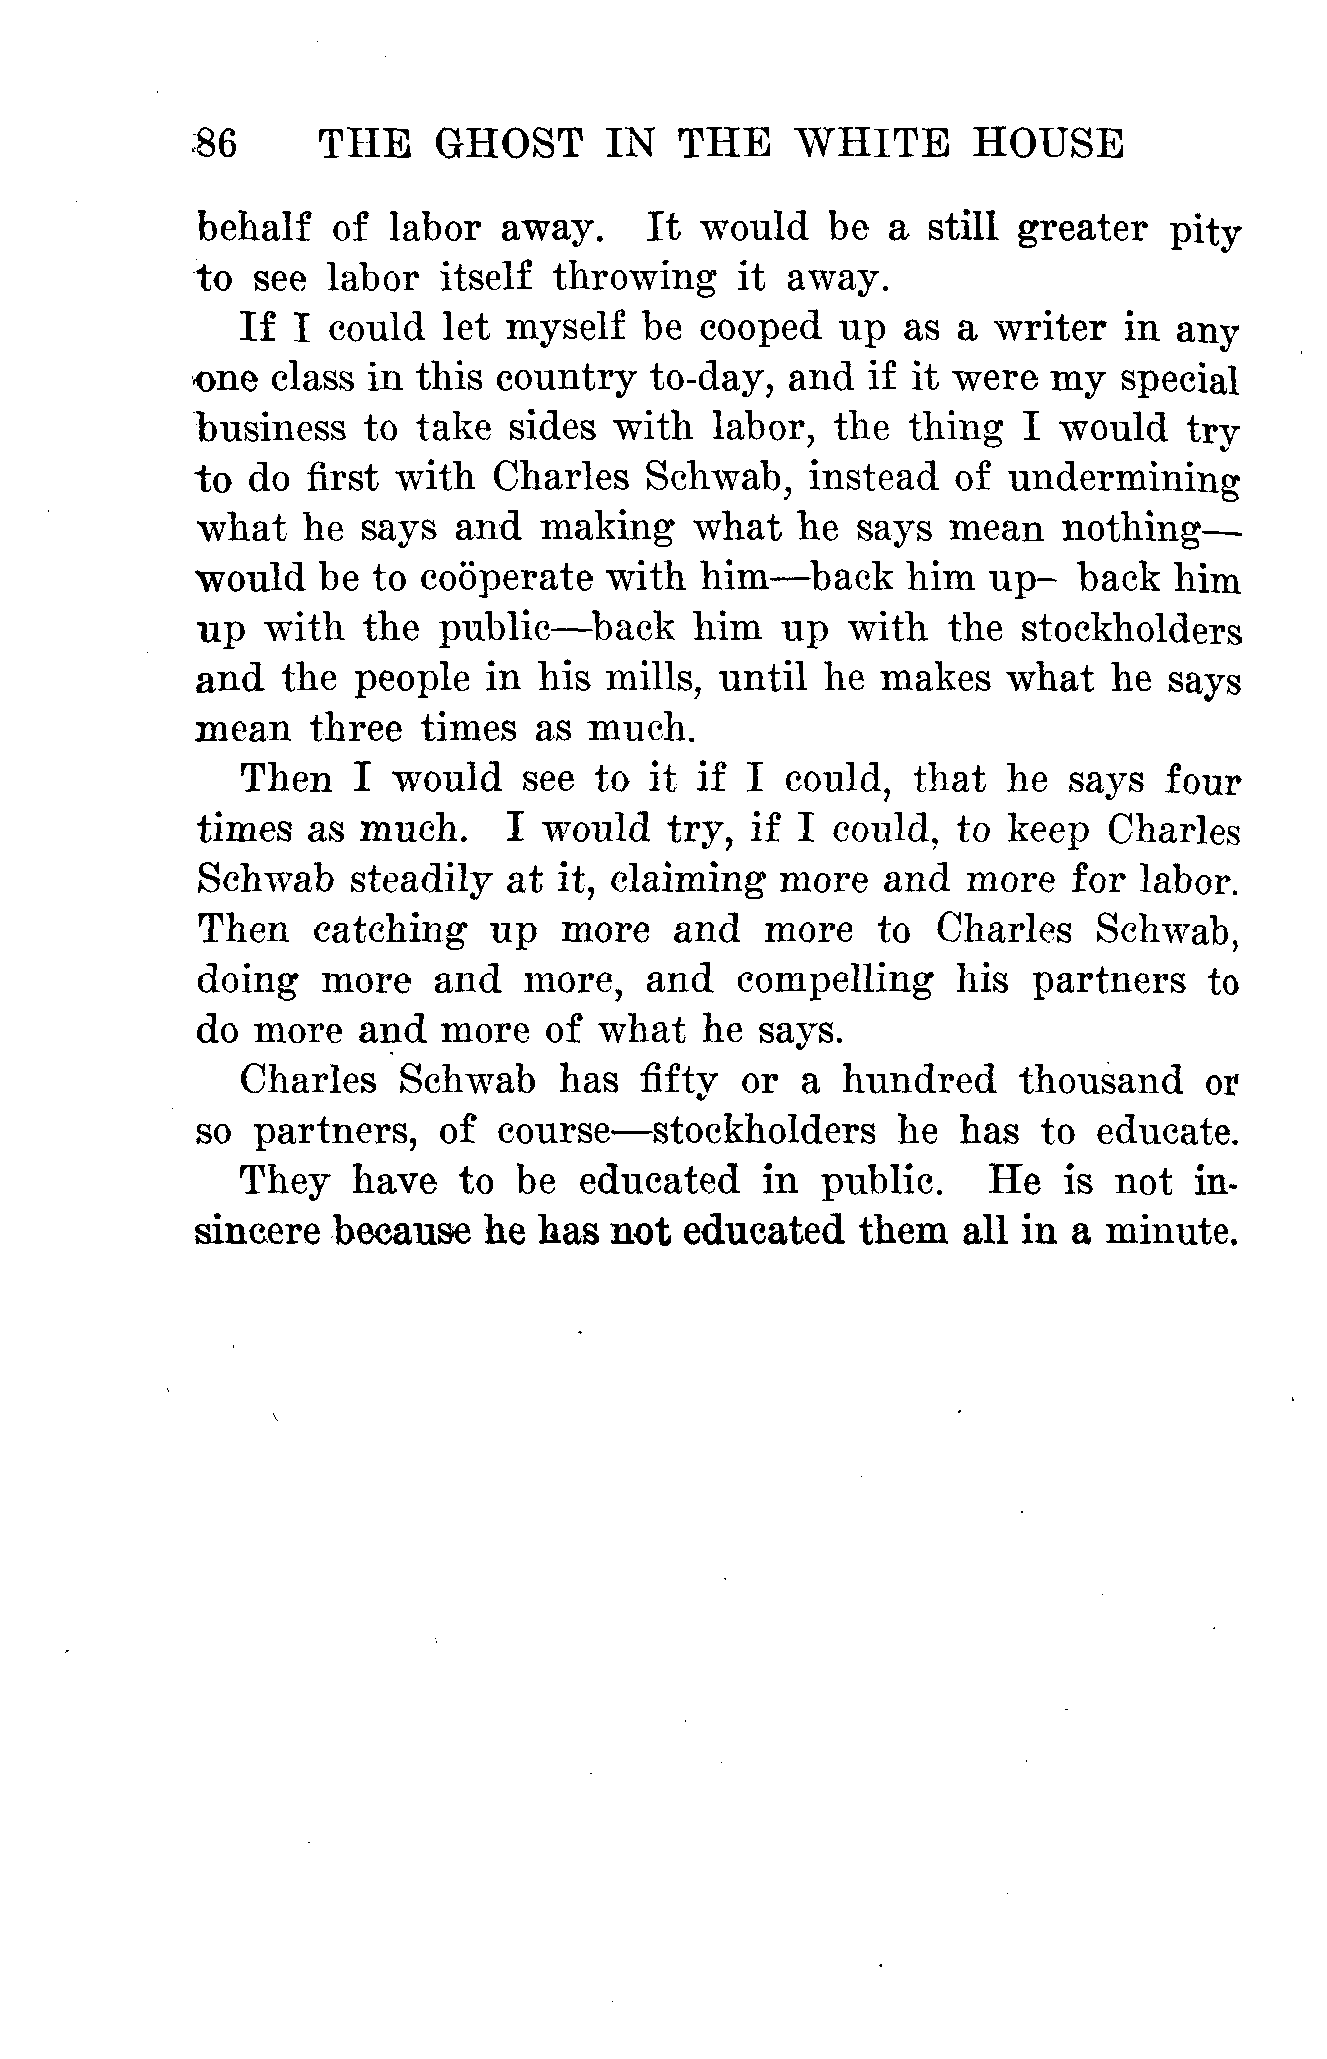 86 THE GHOST IN THE WHITE HOUSE
behalf of labor away. It would be a still greater pity
to see labor itself throwing it away.
If I could let myself be cooped up as a writer in any
one class in this country to-day, and if it were my special
business to take sides with labor, the thing I would try
to do first with Charles Schwab, instead of undermining
what he says and making what he says mean nothing—
would be to coöperate with him—back him up– back him
up with the public—back him up with the stockholders
and the people in his mills, until he makes what he says
mean three times as much.
Then I would see to it if I could, that he says four
times as much. I would try, if I could, to keep Charles
Schwab steadily at it, claiming more and more for labor.
Then catching up more and more to Charles Schwab,
doing more and more, and compelling his partners to
do more and more of what he says.
Charles Schwab has fifty or a hundred thousand or
so partners, of course—stockholders he has to educate.
They have to be educated in public. He is not in-
sincere because he has not educated them all in a minute.